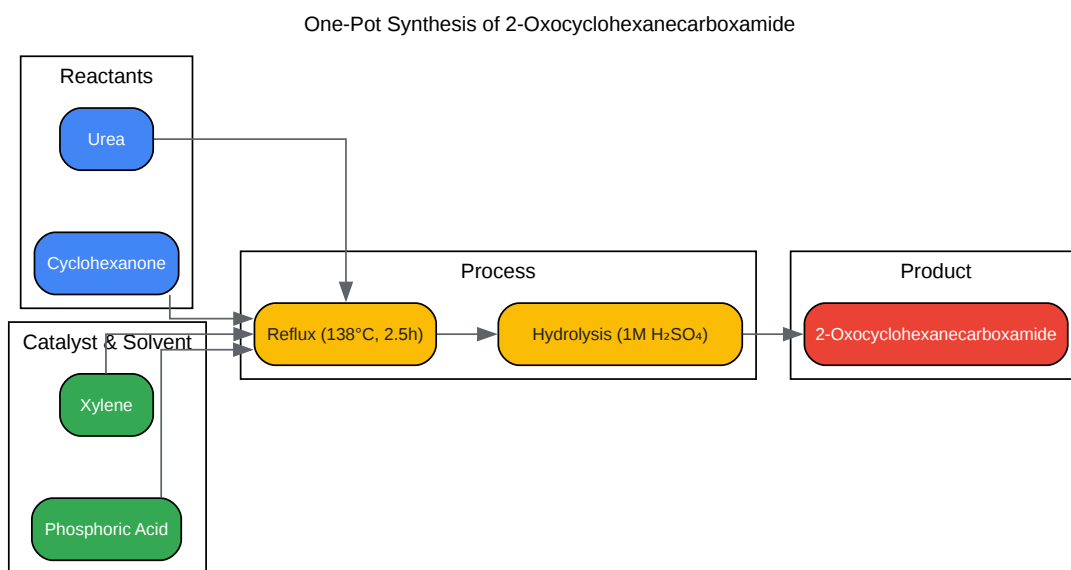 One-Pot Synthesis of 2-Oxocyclohexanecarboxamide
Reactants
Urea
Cyclohexanone
Catalyst & Solvent
Xylene
Phosphoric Acid
Process
Reflux (138°C, 2.5h)
Hydrolysis (1M H₂SO₄)
Product
2-Oxocyclohexanecarboxamide